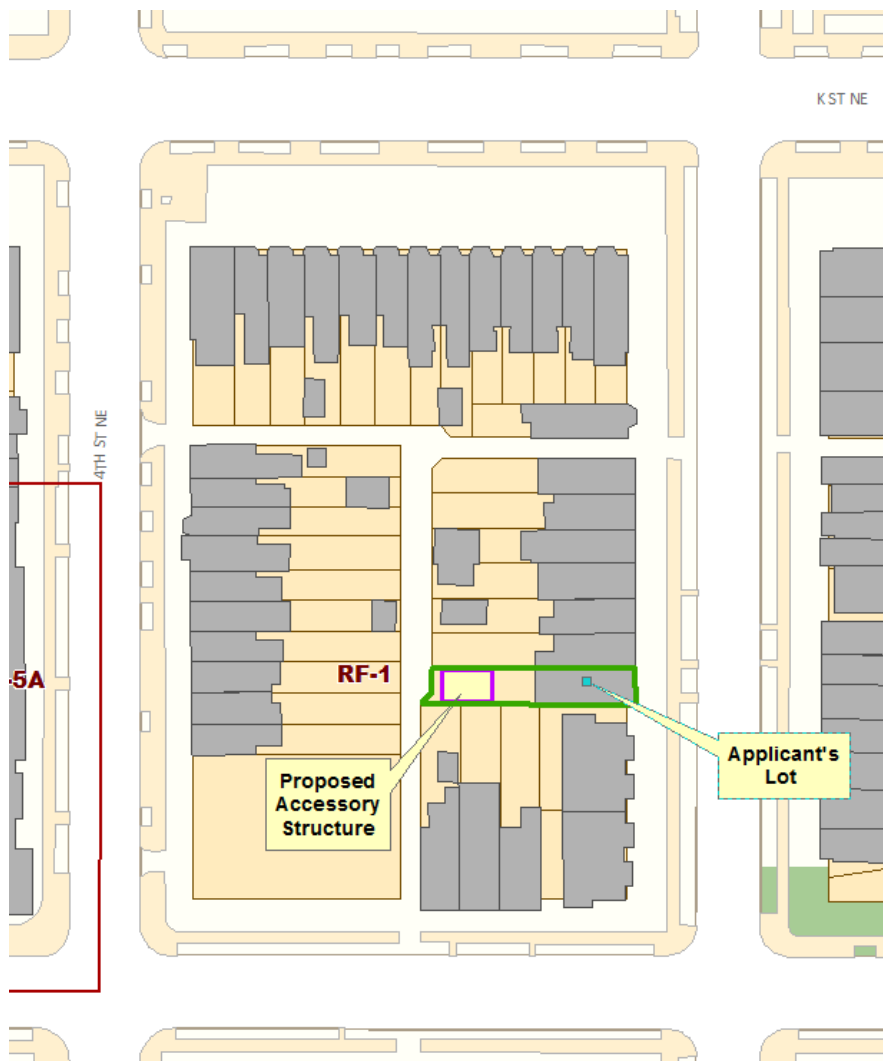 K ST NE
4TH ST NE
-5A
RF-1
Applicant's
Lot
Proposed
Accessory
Structure